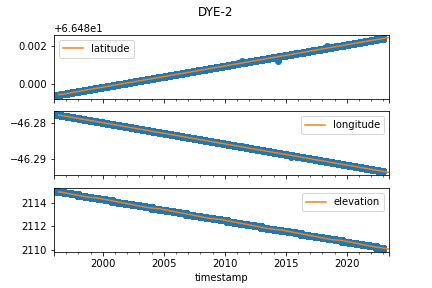 DYE-2
+6.648e1
0.002
latitude
0.000
−46.28
longitude
−46.29
2114
elevation
2112
2110
2000 2005 2010 2015 2020
timestamp